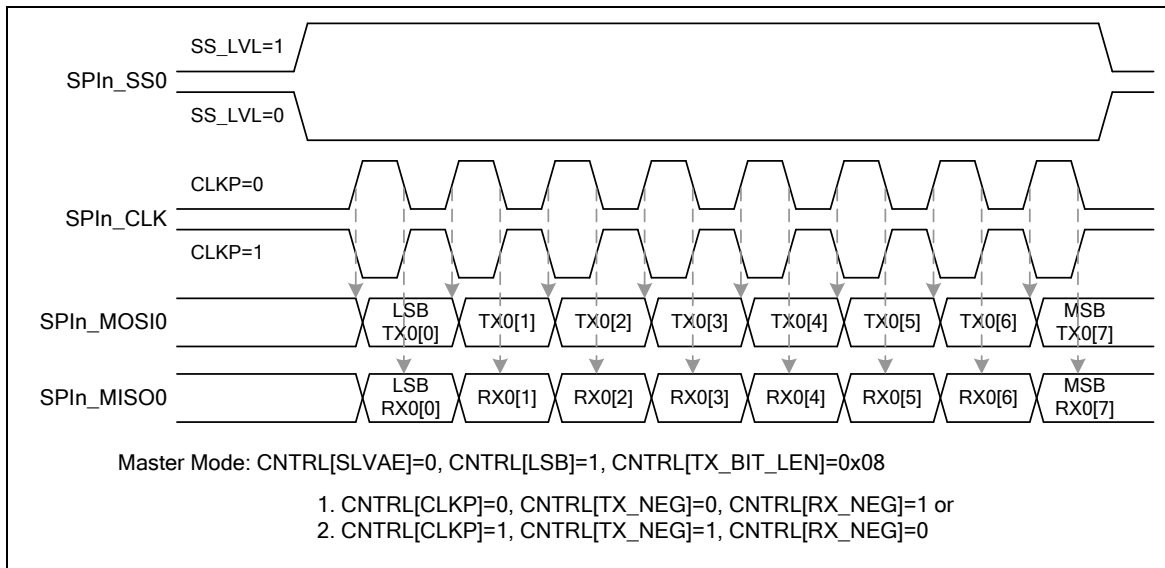 SS_LVL=1
SPIn_SS0
SS_LVL=0
CLKP=0
SPIn_CLK
CLKP=1
SPIn_MOSI0
LSB
TX0[0]
TX0[1]
TX0[2]
TX0[3]
TX0[4]
TX0[5]
TX0[6]
MSB
TX0[7]
SPIn_MISO0
LSB
RX0[0]
RX0[1]
RX0[2]
RX0[3]
RX0[4]
RX0[5]
RX0[6]
MSB
RX0[7]
Master Mode: CNTRL[SLVAE]=0, CNTRL[LSB]=1, CNTRL[TX_BIT_LEN]=0x08
1. CNTRL[CLKP]=0, CNTRL[TX_NEG]=0, CNTRL[RX_NEG]=1 or
2. CNTRL[CLKP]=1, CNTRL[TX_NEG]=1, CNTRL[RX_NEG]=0